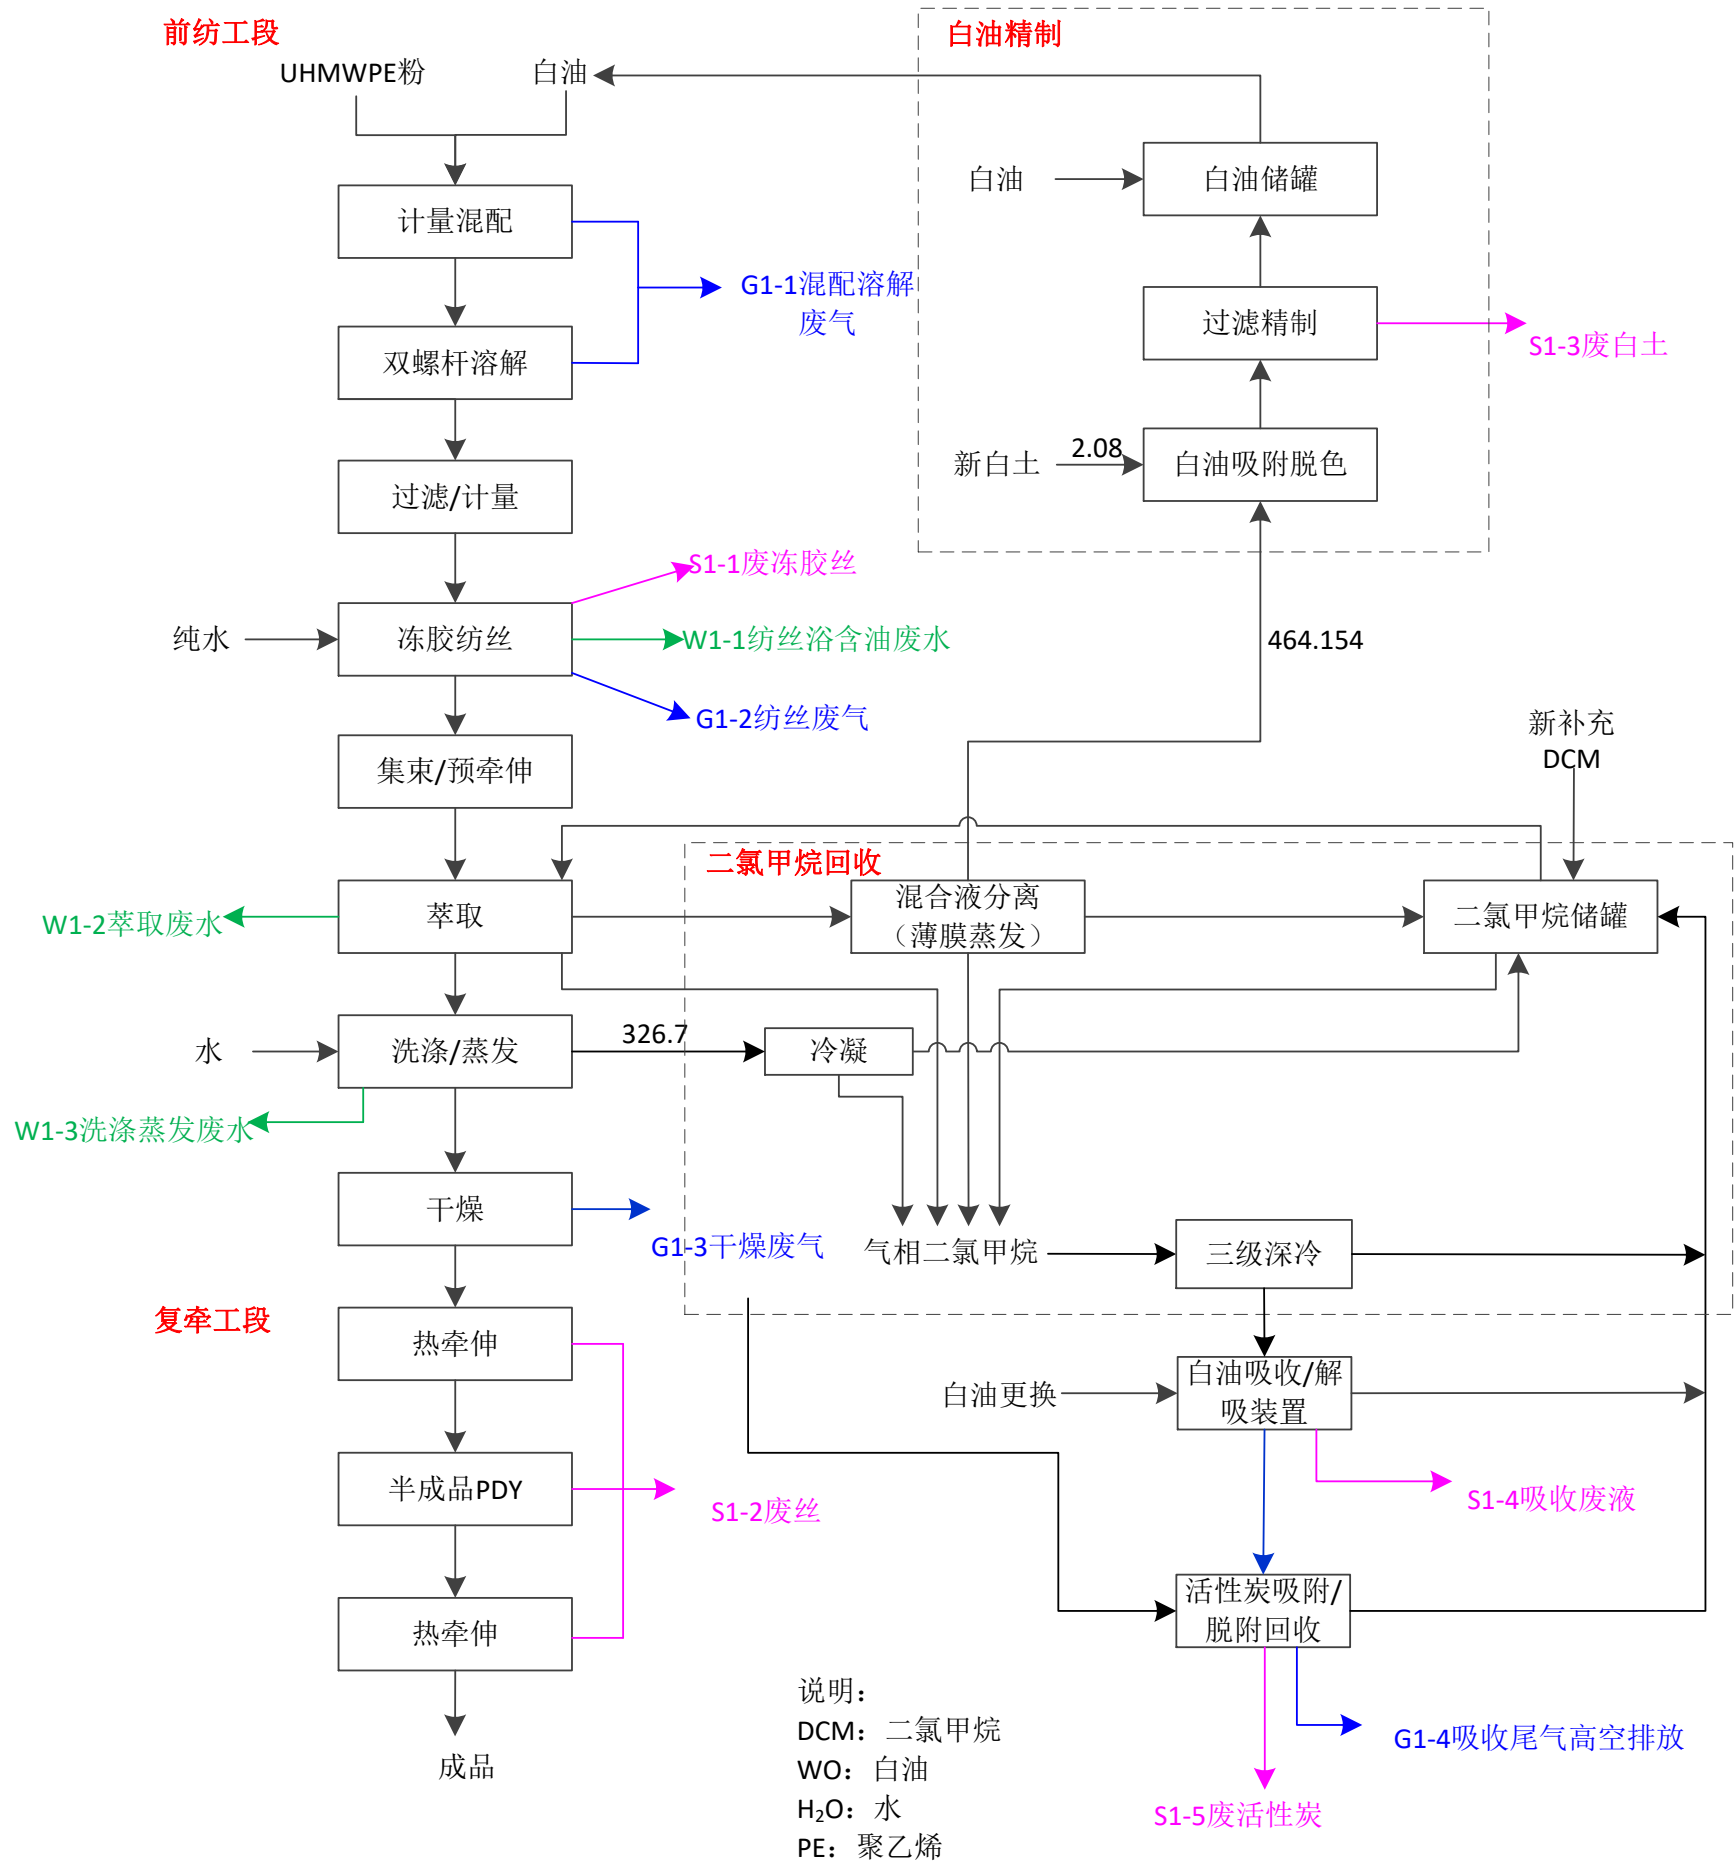 前纺工段
白油精制
UHMWPE粉
白油
白油
白油储罐
计量混配
G1-1混配溶解
废气
过滤精制
S1-3废白土
双螺杆溶解
新白土
2.08
白油吸附脱色
过滤/计量
S1-1废冻胶丝
纯水
冻胶纺丝
W1-1纺丝浴含油废水
464.154
G1-2纺丝废气
新补充
DCM
集束/预牵伸
二氯甲烷回收
W1-2萃取废水
萃取
混合液分离
（薄膜蒸发）
二氯甲烷储罐
水
洗涤/蒸发
326.7
冷凝
W1-3洗涤蒸发废水
干燥
G1-3干燥废气
气相二氯甲烷
三级深冷
复牵工段
热牵伸
白油更换
白油吸收/解
吸装置
半成品PDY
S1-2废丝
S1-4吸收废液
热牵伸
活性炭吸附/
脱附回收
成品
说明：
DCM：二氯甲烷
WO：白油
H₂O：水
PE：聚乙烯
G1-4吸收尾气高空排放
S1-5废活性炭